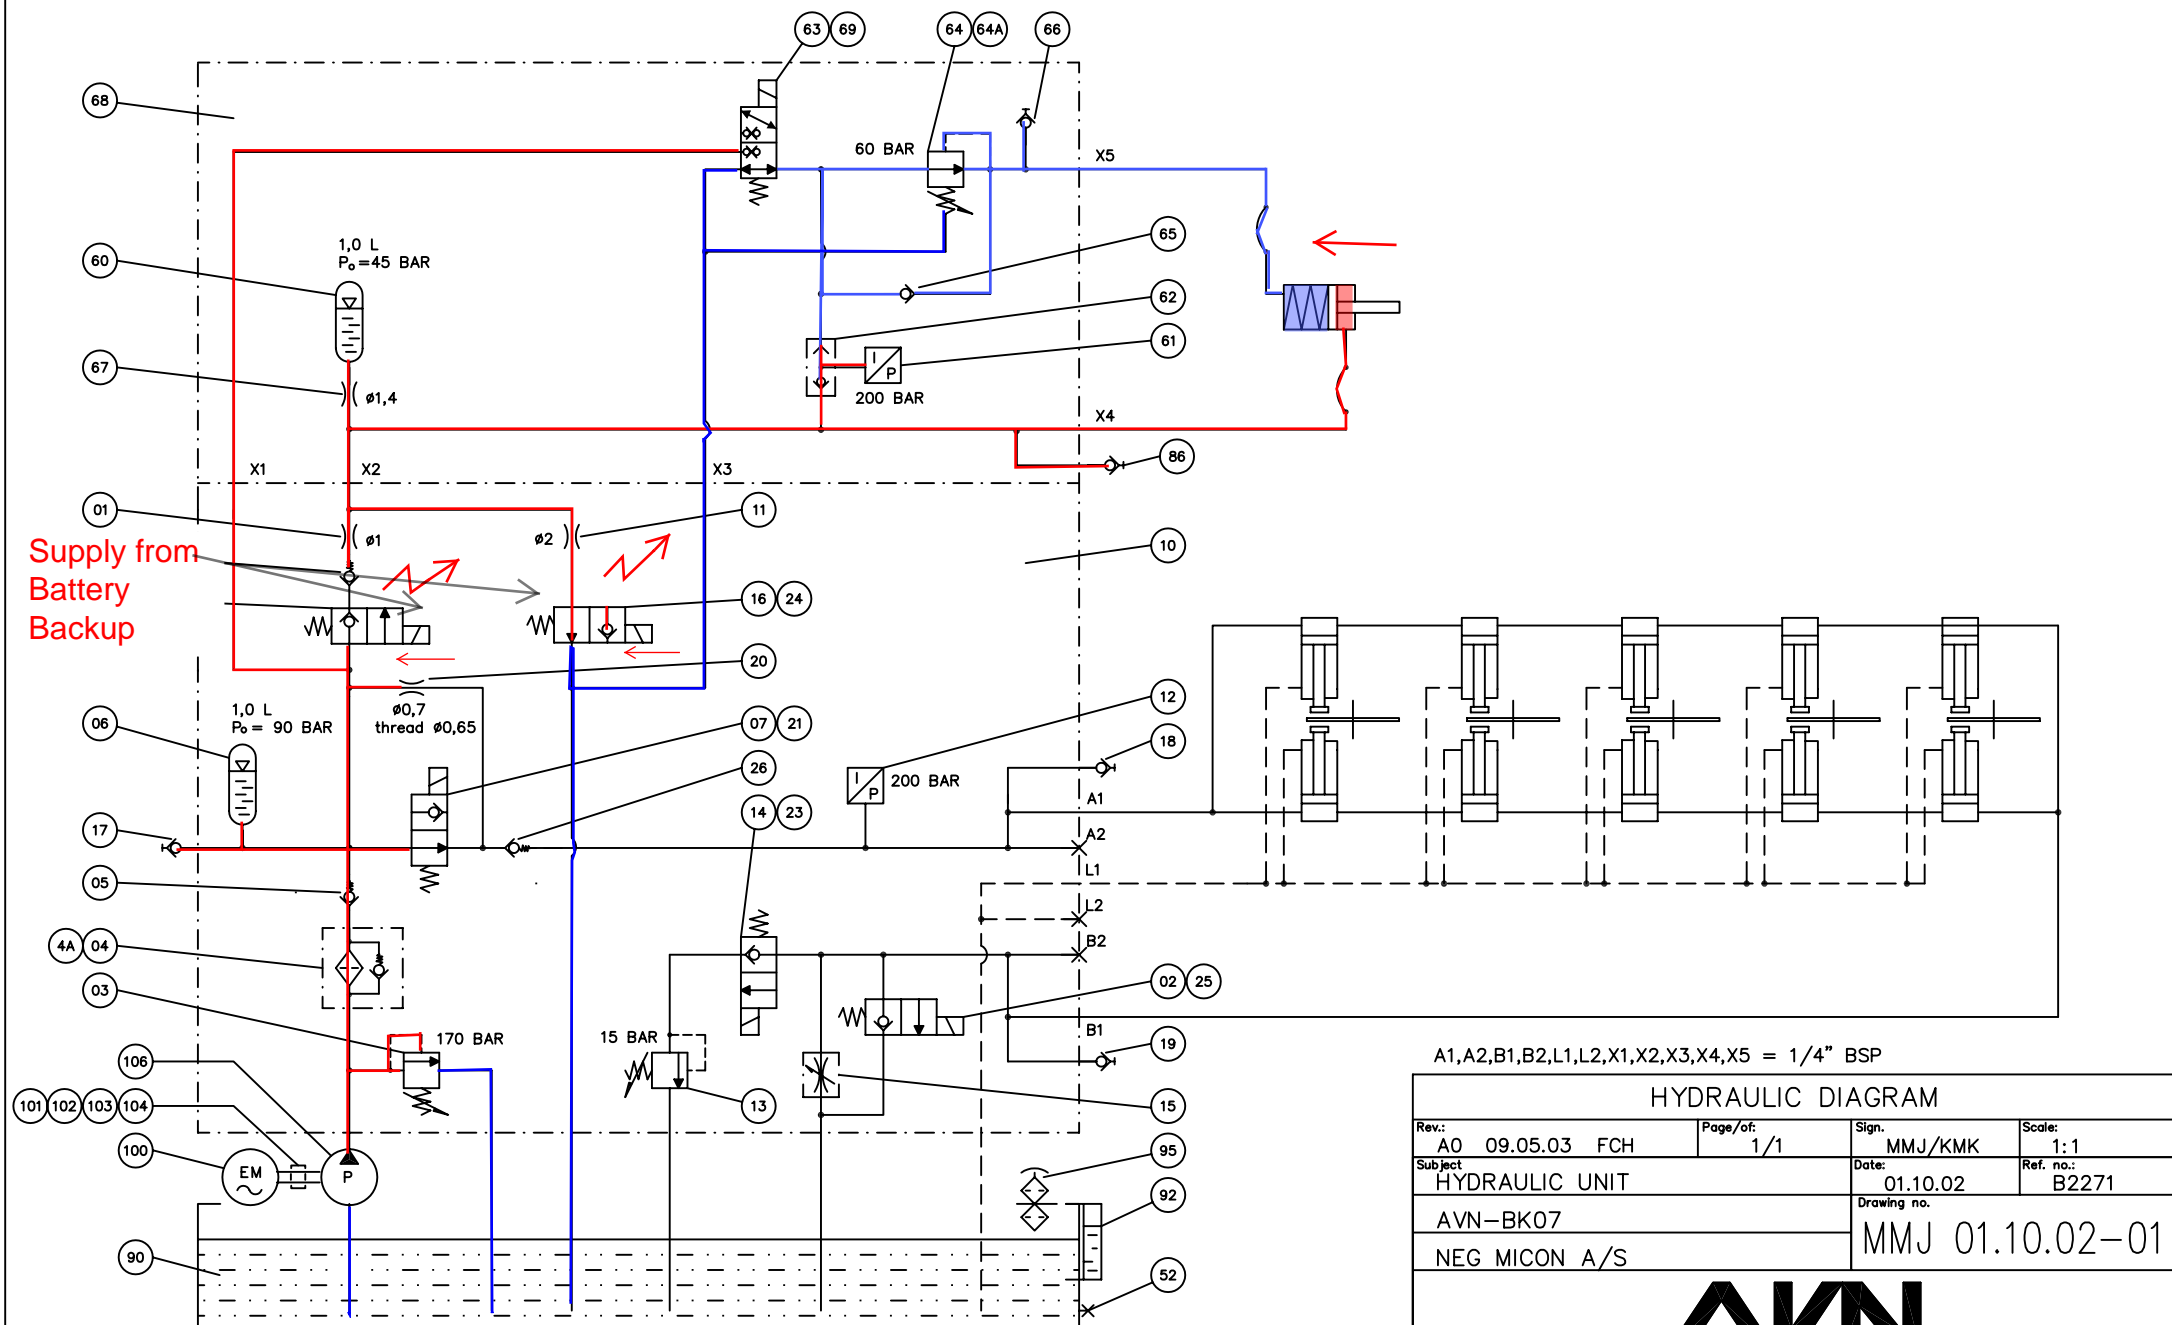 63 69
64 64A
66
68
60 BAR
X5
65
60
1,0 L
Po=45 BAR
62
61
67
ø1,4
200 BAR
X4
86
X1
X2
X3
01
11
ø1
ø2
10
Supply from
Battery
Backup
16 24
20
12
06
1,0 L
Po= 90 BAR
ø0,7
thread ø0,65
07 21
18
26
200 BAR
14 23
A1
17
A2
05
L1
L2
4A 04
B2
03
02 25
170 BAR
15 BAR
B1
19
106
A1,A2,B1,B2,L1,L2,X1,X2,X3,X4,X5 = 1/4" BSP
101 102 103 104
13
15
HYDRAULIC DIAGRAM
100
EM
P
95
Rev.: A0 09.05.03 FCH
Page/of: 1/1
Sign. MMJ/KMK
Scale: 1:1
Subject HYDRAULIC UNIT
Date: 01.10.02
Ref. no.: B2271
92
AVN-BK07
Drawing no. MMJ 01.10.02-01
90
NEG MICON A/S
52
I
P
I
P
AVN